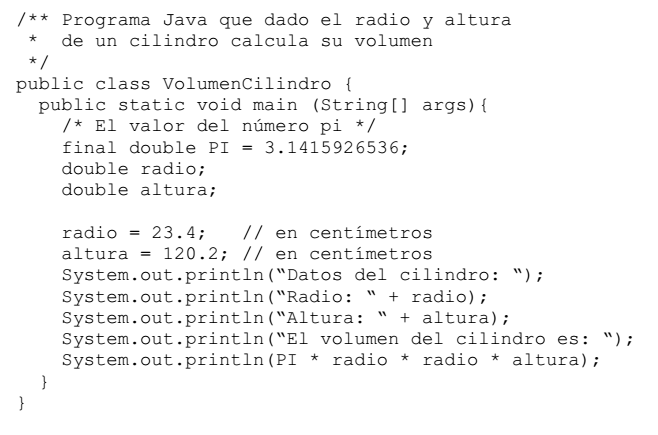 /** Programa Java que dado el radio y altura
 *  de un cilindro calcula su volumen
 */
public class VolumenCilindro {
  public static void main (String[] args){
    /* El valor del número pi */
    final double PI = 3.1415926536;
    double radio;
    double altura;

    radio = 23.4;   // en centímetros
    altura = 120.2; // en centímetros
    System.out.println(“Datos del cilindro: “);
    System.out.println(“Radio: “ + radio);
    System.out.println(“Altura: “ + altura);
    System.out.println(“El volumen del cilindro es: “);
    System.out.println(PI * radio * radio * altura);
  }
}